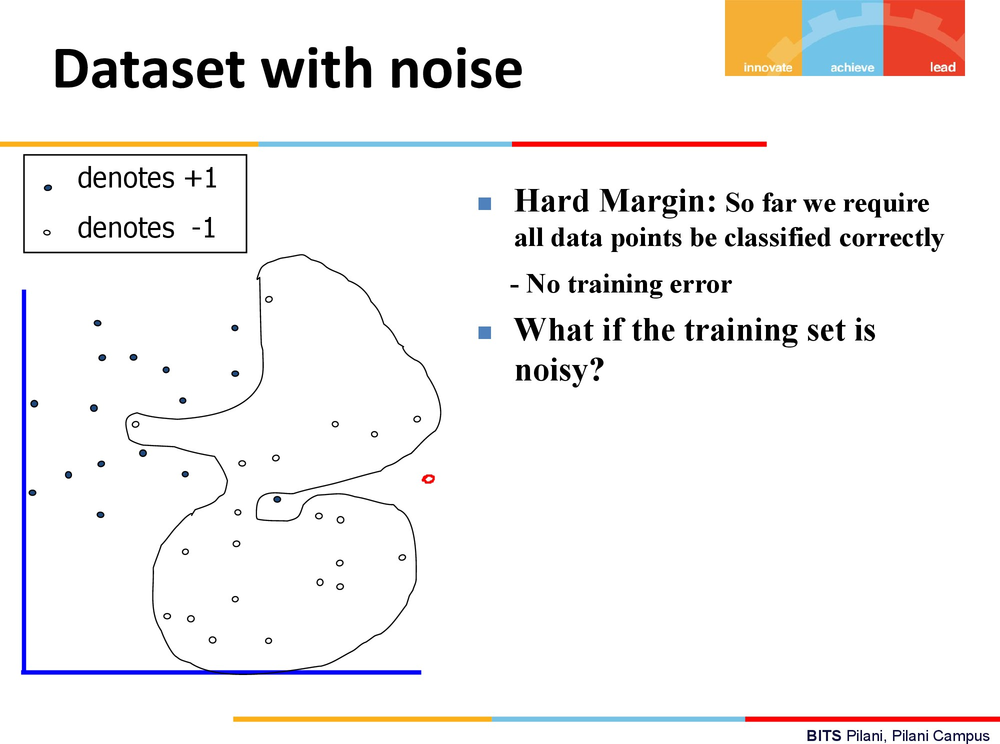 Dataset with noise
innovate achieve lead
denotes +1
denotes -1
Hard Margin: So far we require
all data points be classified correctly
- No training error
What if the training set is
noisy?
BITS Pilani, Pilani Campus